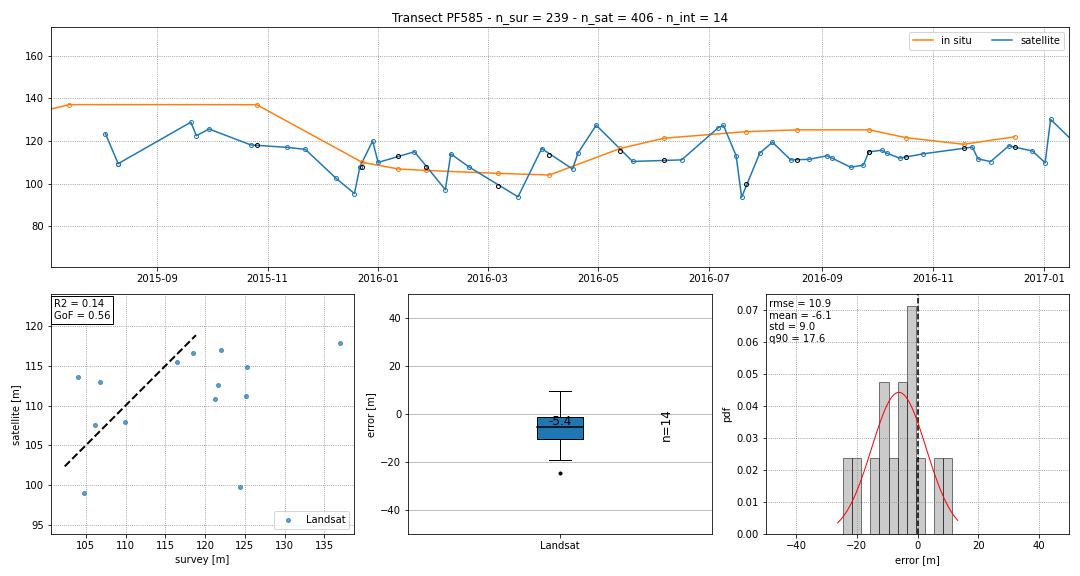 Transect PF585 - n_sur = 239 - n_sat = 406 - n_int = 14
in situ satellite
160
140
120
100
80
2015-09 2015-11 2016-01 2016-03 2016-05 2016-07 2016-09 2016-11 2017-01
R2 = 0.14
GoF = 0.56
satellite [m]
120
115
110
105
100
95
Landsat
105 110 115 120 125 130 135
survey [m]
error [m]
40
20
0
−20
−40
-5.4
n=14
Landsat
pdf
0.07
0.06
0.05
0.04
0.03
0.02
0.01
0.00
rmse = 10.9
mean = -6.1
std = 9.0
q90 = 17.6
−40 −20 0 20 40
error [m]